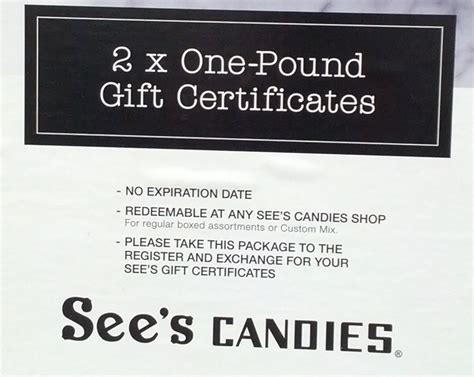 2 x One-Pound
Gift Certificates
- NO EXPIRATION DATE
- REDEEMABLE AT ANY SEE'S CANDIES SHOP
For regular boxed assortments or Custom Mix.
- PLEASE TAKE THIS PACKAGE TO THE
REGISTER AND EXCHANGE FOR YOUR
SEE'S GIFT CERTIFICATES
See's CANDIES®